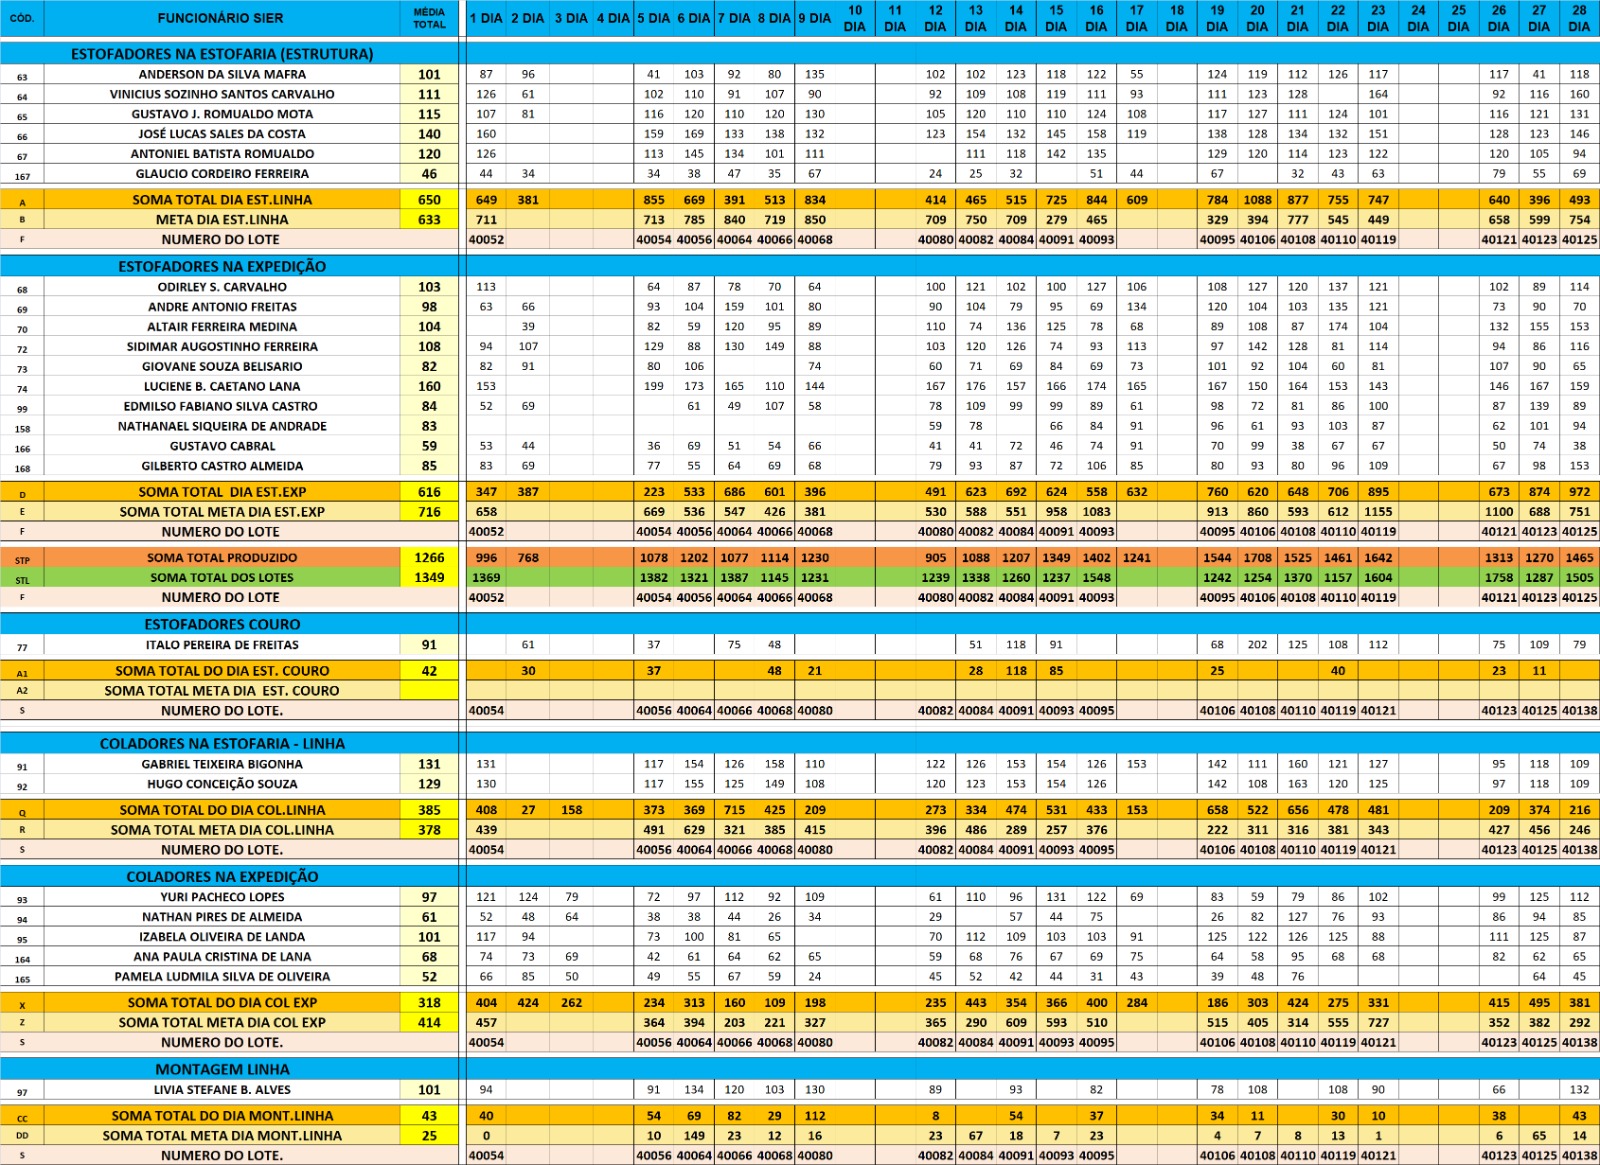 CÓD. FUNCIONÁRIO SIER MÉDIA TOTAL 1 DIA 2 DIA 3 DIA 4 DIA 5 DIA 6 DIA 7 DIA 8 DIA 9 DIA 10 DIA 11 DIA 12 DIA 13 DIA 14 DIA 15 DIA 16 DIA 17 DIA 18 DIA 19 DIA 20 DIA 21 DIA 22 DIA 23 DIA 24 DIA 25 DIA 26 DIA 27 DIA 28 DIA
ESTOFADORES NA ESTOFARIA (ESTRUTURA)
63 ANDERSON DA SILVA MAFRA 101 87 96 41 103 92 80 135 102 102 123 118 122 55 124 119 112 126 117 117 41 118
64 VINICIUS SOZINHO SANTOS CARVALHO 111 126 61 102 110 91 107 90 92 109 108 119 111 93 111 123 128 164 92 116 160
65 GUSTAVO J. ROMUALDO MOTA 115 107 81 116 120 110 120 130 105 120 110 110 124 108 117 127 111 124 101 116 121 131
66 JOSÉ LUCAS SALES DA COSTA 140 160 159 169 133 138 132 123 154 132 145 158 119 138 128 134 132 151 128 123 146
67 ANTONIEL BATISTA ROMUALDO 120 126 113 145 134 101 111 111 118 142 135 129 120 114 123 122 120 105 94
167 GLAUCIO CORDEIRO FERREIRA 46 44 34 34 38 47 35 67 24 25 32 51 44 67 32 43 63 79 55 69
A SOMA TOTAL DIA EST.LINHA 650 649 381 855 669 391 513 834 414 465 515 725 844 609 784 1088 877 755 747 640 396 493
B META DIA EST.LINHA 633 711 713 785 840 719 850 709 750 709 279 465 329 394 777 545 449 658 599 754
F NUMERO DO LOTE 40052 40054 40056 40064 40066 40068 40080 40082 40084 40091 40093 40095 40106 40108 40110 40119 40121 40123 40125
ESTOFADORES NA EXPEDIÇÃO
68 ODIRLEY S. CARVALHO 103 113 64 87 78 70 64 100 121 102 100 127 106 108 127 120 137 121 102 89 114
69 ANDRE ANTONIO FREITAS 98 63 66 93 104 159 101 80 90 104 79 95 69 134 120 104 103 135 121 73 90 70
70 ALTAIR FERREIRA MEDINA 104 39 82 59 120 95 89 110 74 136 125 78 68 89 108 87 174 104 132 155 153
72 SIDIMAR AUGOSTINHO FERREIRA 108 94 107 129 88 130 149 88 103 120 126 74 93 113 97 142 128 81 114 94 86 116
73 GIOVANE SOUZA BELISARIO 82 82 91 80 106 74 60 71 69 84 69 73 101 92 104 60 81 107 90 65
74 LUCIENE B. CAETANO LANA 160 153 199 173 165 110 144 167 176 157 166 174 165 167 150 164 153 143 146 167 159
99 EDMILSO FABIANO SILVA CASTRO 84 52 69 61 49 107 58 78 109 99 99 89 61 98 72 81 86 100 87 139 89
158 NATHANAEL SIQUEIRA DE ANDRADE 83 59 78 66 84 91 96 61 93 103 87 62 101 94
166 GUSTAVO CABRAL 59 53 44 36 69 51 54 66 41 41 72 46 74 91 70 99 38 67 67 50 74 38
168 GILBERTO CASTRO ALMEIDA 85 83 69 77 55 64 69 68 79 93 87 72 106 85 80 93 80 96 109 67 98 153
D SOMA TOTAL DIA EST.EXP 616 347 387 223 533 686 601 396 491 623 692 624 558 632 760 620 648 706 895 673 874 972
E SOMA TOTAL META DIA EST.EXP 716 658 669 536 547 426 381 530 588 551 958 1083 913 860 593 612 1155 1100 688 751
F NUMERO DO LOTE 40052 40054 40056 40064 40066 40068 40080 40082 40084 40091 40093 40095 40106 40108 40110 40119 40121 40123 40125
STP SOMA TOTAL PRODUZIDO 1266 996 768 1078 1202 1077 1114 1230 905 1088 1207 1349 1402 1241 1544 1708 1525 1461 1642 1313 1270 1465
STL SOMA TOTAL DOS LOTES 1349 1369 1382 1321 1387 1145 1231 1239 1338 1260 1237 1548 1242 1254 1370 1157 1604 1758 1287 1505
F NUMERO DO LOTE 40052 40054 40056 40064 40066 40068 40080 40082 40084 40091 40093 40095 40106 40108 40110 40119 40121 40123 40125
ESTOFADORES COURO
77 ITALO PEREIRA DE FREITAS 91 61 37 75 48 51 118 91 68 202 125 108 112 75 109 79
A1 SOMA TOTAL DO DIA EST. COURO 42 30 37 48 21 28 118 85 25 40 23 11
A2 SOMA TOTAL META DIA EST. COURO
S NUMERO DO LOTE. 40054 40056 40064 40066 40068 40080 40082 40084 40091 40093 40095 40106 40108 40110 40119 40121 40123 40125 40138
COLADORES NA ESTOFARIA - LINHA
91 GABRIEL TEIXEIRA BIGONHA 131 131 117 154 126 158 110 122 126 153 154 126 153 142 111 160 121 127 95 118 109
92 HUGO CONCEIÇÃO SOUZA 129 130 117 155 125 149 108 120 123 153 154 126 142 108 163 120 125 97 118 109
Q SOMA TOTAL DO DIA COL.LINHA 385 408 27 158 373 369 715 425 209 273 334 474 531 433 153 658 522 656 478 481 209 374 216
R SOMA TOTAL META DIA COL.LINHA 378 439 491 629 321 385 415 396 486 289 257 376 222 311 316 381 343 427 456 246
S NUMERO DO LOTE. 40054 40056 40064 40066 40068 40080 40082 40084 40091 40093 40095 40106 40108 40110 40119 40121 40123 40125 40138
COLADORES NA EXPEDIÇÃO
93 YURI PACHECO LOPES 97 121 124 79 72 97 112 92 109 61 110 96 131 122 69 83 59 79 86 102 99 125 112
94 NATHAN PIRES DE ALMEIDA 61 52 48 64 38 38 44 26 34 29 57 44 75 26 82 127 76 93 86 94 85
95 IZABELA OLIVEIRA DE LANDA 101 117 94 73 100 81 65 70 112 109 103 103 91 125 122 126 125 88 111 125 87
164 ANA PAULA CRISTINA DE LANA 68 74 73 69 42 61 64 62 65 59 68 76 67 69 75 64 58 95 68 68 82 62 65
165 PAMELA LUDMILA SILVA DE OLIVEIRA 52 66 85 50 49 55 67 59 24 45 52 42 44 31 43 39 48 76 64 45
X SOMA TOTAL DO DIA COL EXP 318 404 424 262 234 313 160 109 198 235 443 354 366 400 284 186 303 424 275 331 415 495 381
Z SOMA TOTAL META DIA COL EXP 414 457 364 394 203 221 327 365 290 609 593 510 515 405 314 555 727 352 382 292
S NUMERO DO LOTE. 40054 40056 40064 40066 40068 40080 40082 40084 40091 40093 40095 40106 40108 40110 40119 40121 40123 40125 40138
MONTAGEM LINHA
97 LIVIA STEFANE B. ALVES 101 94 91 134 120 103 130 89 93 82 78 108 108 90 66 132
CC SOMA TOTAL DO DIA MONT.LINHA 43 40 54 69 82 29 112 8 54 37 34 11 30 10 38 43
DD SOMA TOTAL META DIA MONT.LINHA 25 0 10 149 23 12 16 23 67 18 7 23 4 7 8 13 1 6 65 14
S NUMERO DO LOTE. 40054 40056 40064 40066 40068 40080 40082 40084 40091 40093 40095 40106 40108 40110 40119 40121 40123 40125 40138